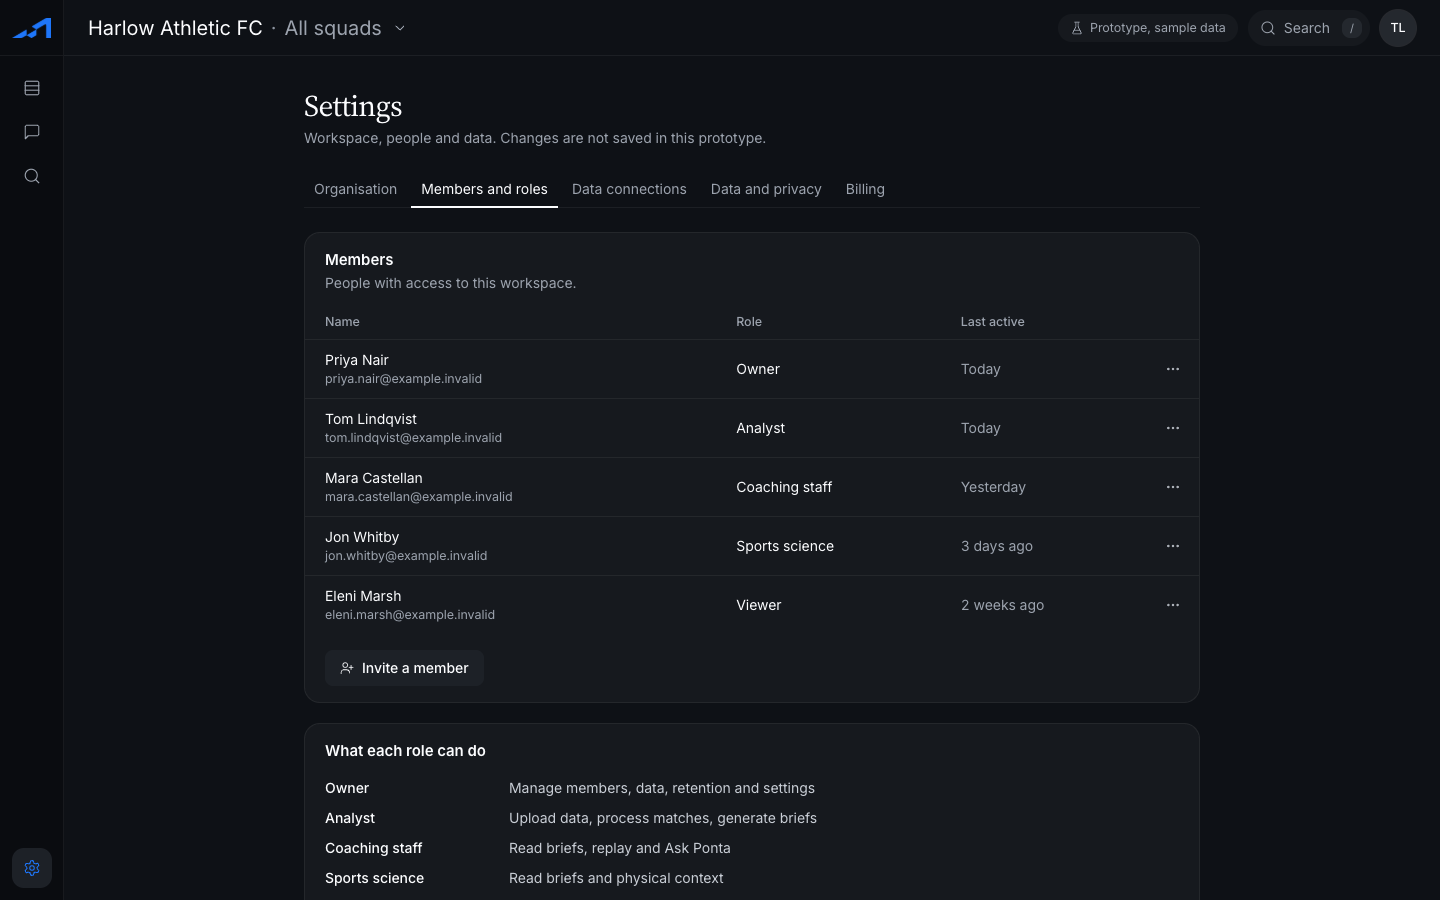 Harlow Athletic FC · All squads
Prototype, sample data
Search /
TL
Settings
Workspace, people and data. Changes are not saved in this prototype.
Organisation Members and roles Data connections Data and privacy Billing
Members
People with access to this workspace.
Name Role Last active
Priya Nair
priya.nair@example.invalid
Owner Today
Tom Lindqvist
tom.lindqvist@example.invalid
Analyst Today
Mara Castellan
mara.castellan@example.invalid
Coaching staff Yesterday
Jon Whitby
jon.whitby@example.invalid
Sports science 3 days ago
Eleni Marsh
eleni.marsh@example.invalid
Viewer 2 weeks ago
Invite a member
What each role can do
Owner Manage members, data, retention and settings
Analyst Upload data, process matches, generate briefs
Coaching staff Read briefs, replay and Ask Ponta
Sports science Read briefs and physical context